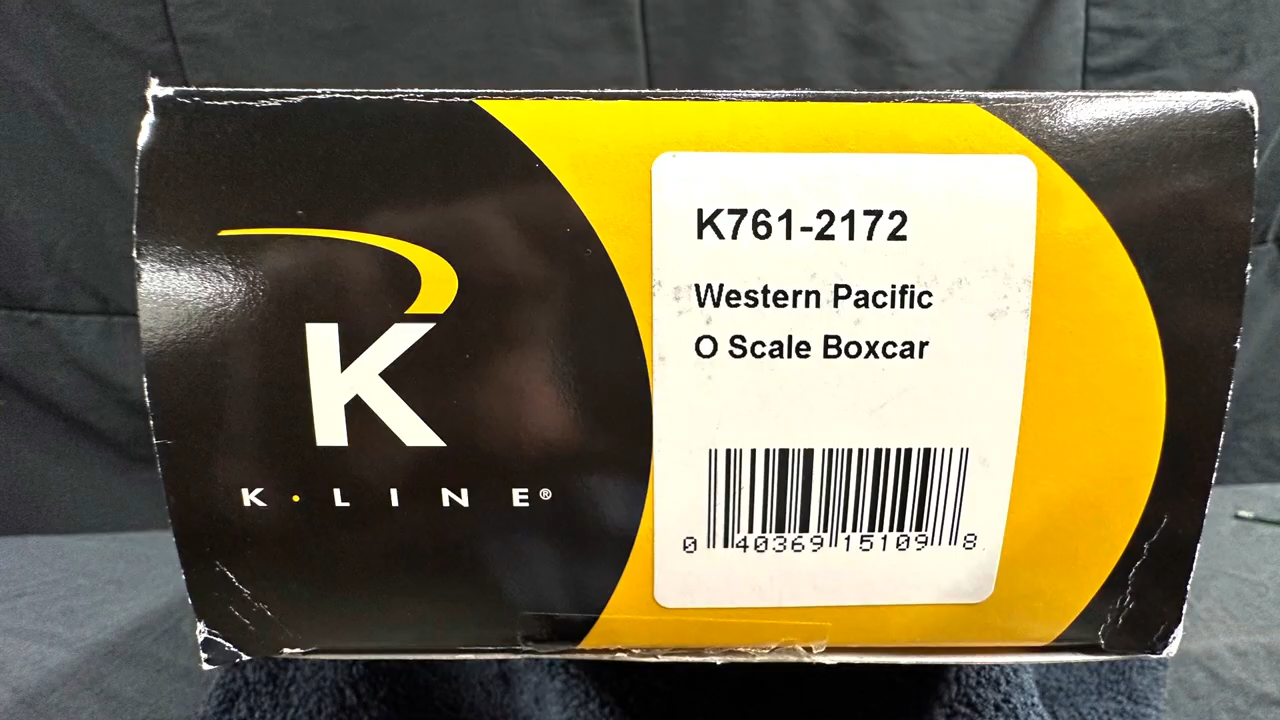 K
K·LINE®
K761-2172
Western Pacific
O Scale Boxcar
0 40369 15109 8